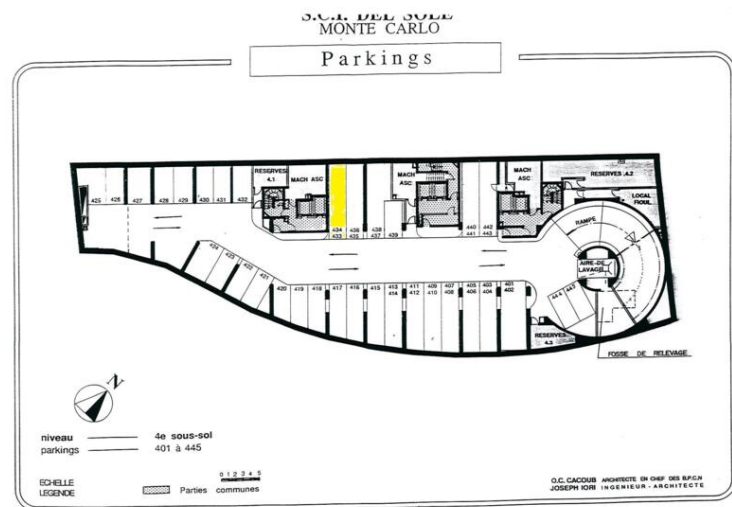 S.C.I. DEL SOLE
MONTE CARLO
Parkings
RESERVES
4.1
MACH ASC
MACH
ASC
MACH
ASC
RESERVES 4.2
LOCAL
FIOUL
425 426 427 428 429 430 431 432
434 436 438
433 435 437 439
440 442
441 443
RAMPE
AIRE-DE
LAVAGE
424 423 422 421
420 419 418 417 416 415 413 411 409 407 405 403 401
414 412 410 408 406 404 402
444 445
RESERVES
4.3
FOSSE DE RELEVAGE
N
niveau 4e sous-sol
parkings 401 à 445
ECHELLE 0 1 2 3 4 5
LEGENDE Parties communes
O.C. CACOUB ARCHITECTE EN CHEF DES B.P.C.N
JOSEPH IORI INGENIEUR - ARCHITECTE